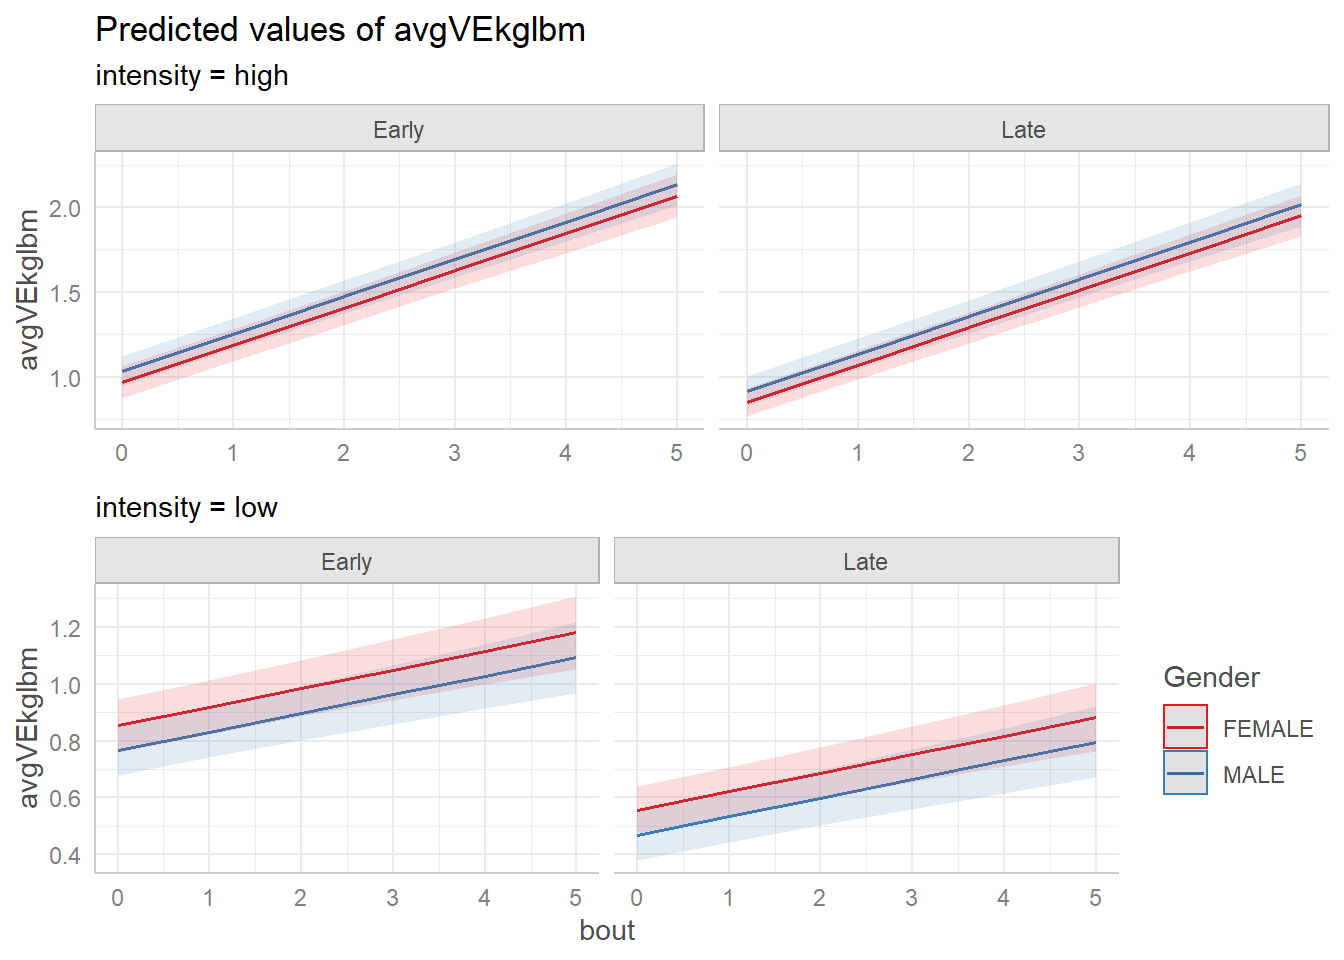 Predicted values of avgVEkglbm
intensity = high
Early
Late
avgVEkglbm
2.0
1.5
1.0
0 1 2 3 4 5
0 1 2 3 4 5
intensity = low
Early
Late
avgVEkglbm
1.2
1.0
0.8
0.6
0.4
0 1 2 3 4 5
0 1 2 3 4 5
bout
Gender
FEMALE
MALE